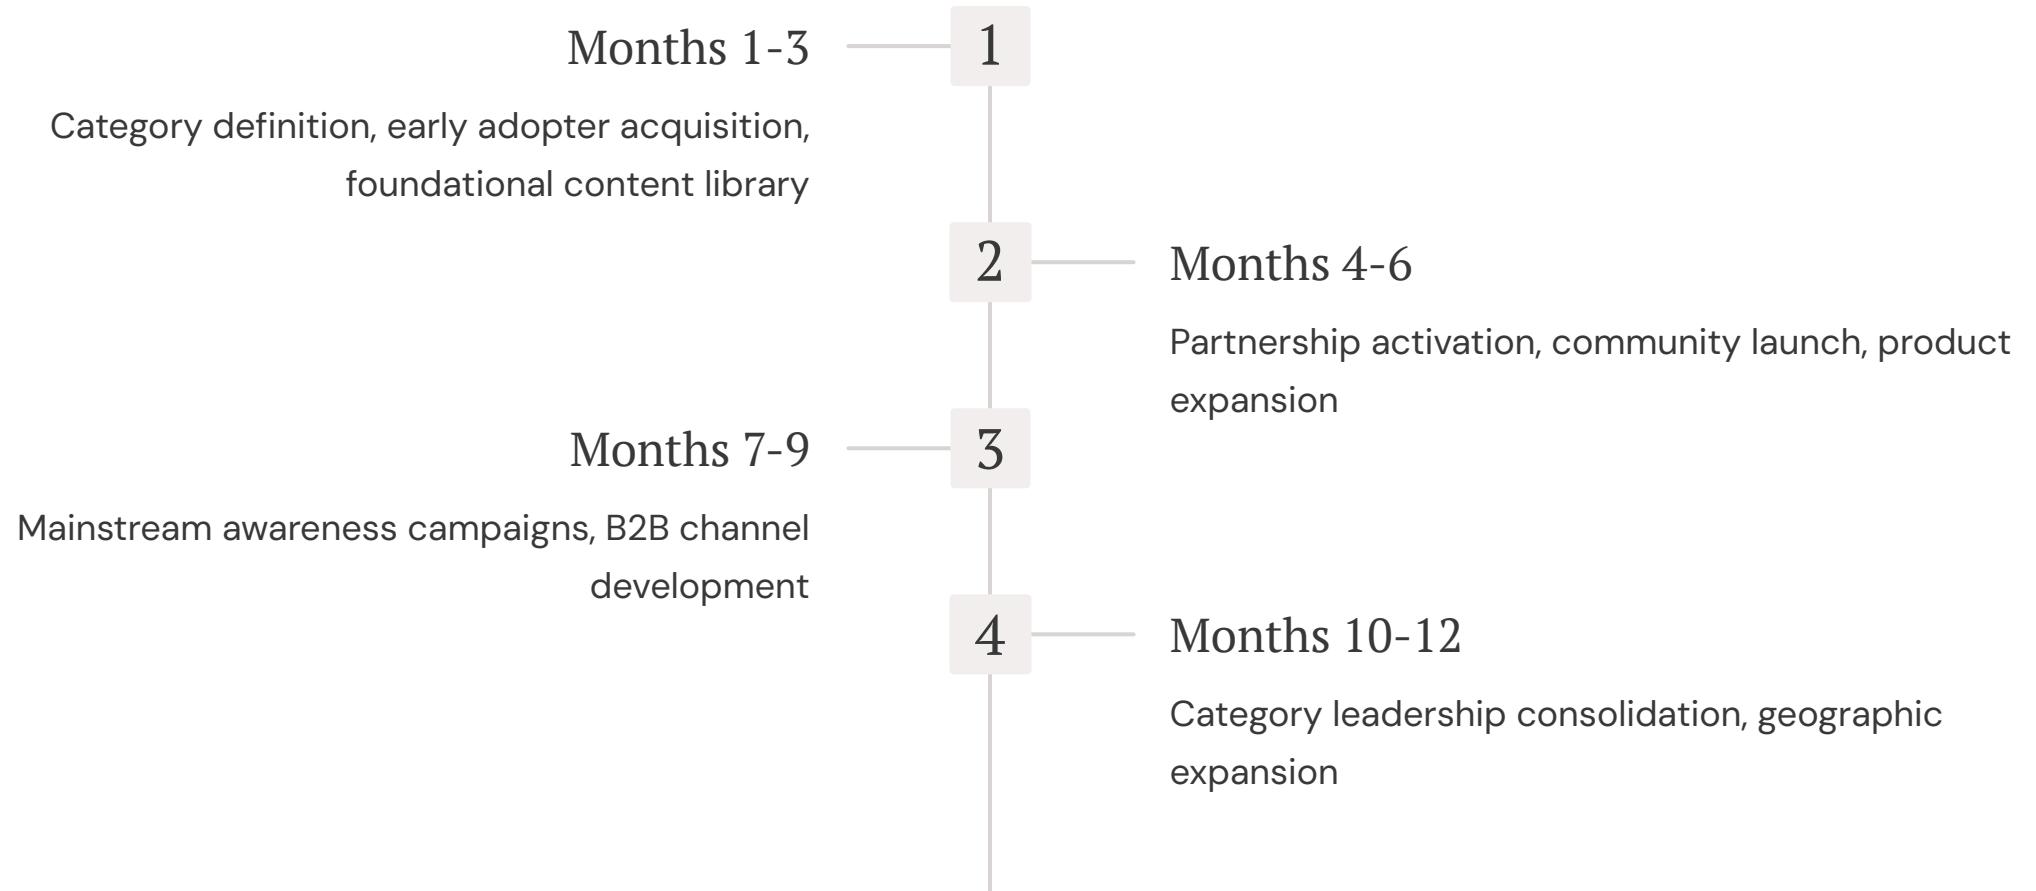 1
Months 1-3
Category definition, early adopter acquisition,
foundational content library
2
Months 4-6
Partnership activation, community launch, product
expansion
3
Months 7-9
Mainstream awareness campaigns, B2B channel
development
4
Months 10-12
Category leadership consolidation, geographic
expansion